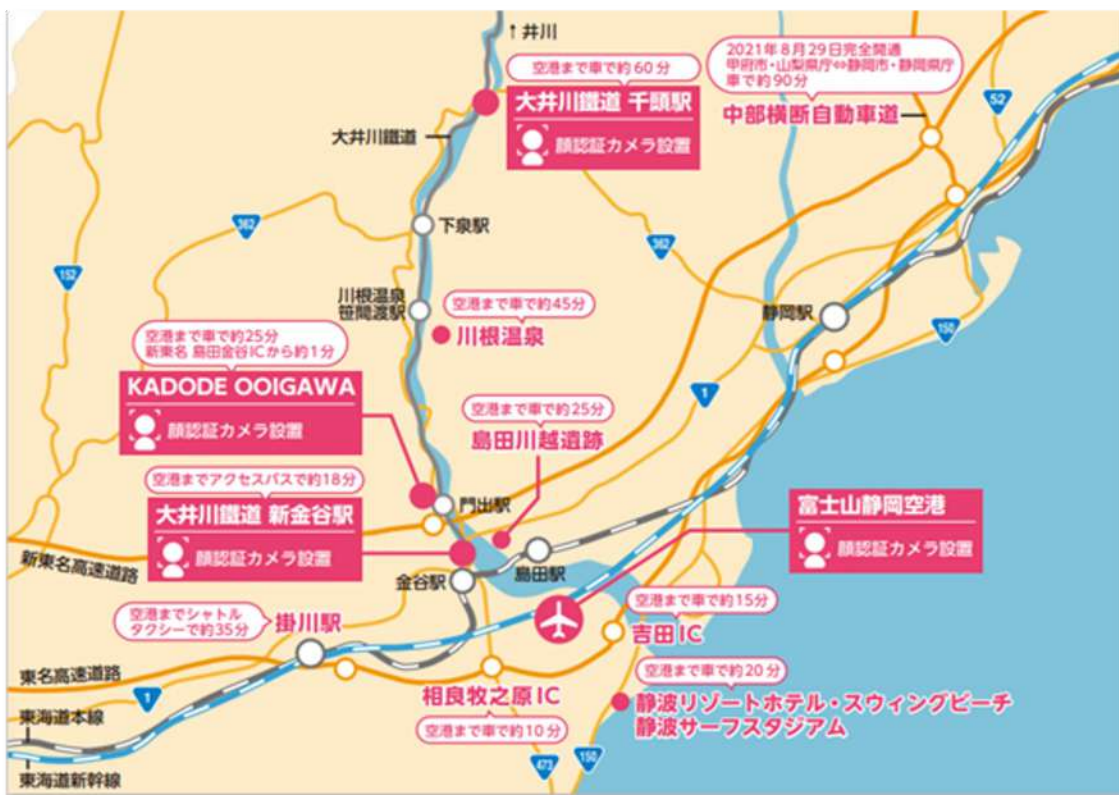 ↑井川
空港まで車で約60分
大井川鐵道 千頭駅
顔認証カメラ設置
2021年8月29日完全開通
甲府市・山梨県庁⇔静岡市・静岡県庁
車で約90分
中部横断自動車道
52
大井川鐵道
362
下泉駅
152
362
川根温泉
笹間渡駅
空港まで車で約45分
川根温泉
静岡駅
150
空港まで車で約25分
新東名 島田金谷ICから約1分
KADODE OOIGAWA
顔認証カメラ設置
1
空港まで車で約25分
島田川越遺跡
空港までアクセスバスで約18分
大井川鐵道 新金谷駅
顔認証カメラ設置
門出駅
富士山静岡空港
顔認証カメラ設置
新東名高速道路
金谷駅
島田駅
空港までシャトル
タクシーで約35分
掛川駅
空港まで車で約15分
吉田IC
東名高速道路
1
相良牧之原IC
空港まで車で約10分
空港まで車で約20分
静波リゾートホテル・スウィングビーチ
静波サーフスタジアム
東海道本線
東海道新幹線
473
150